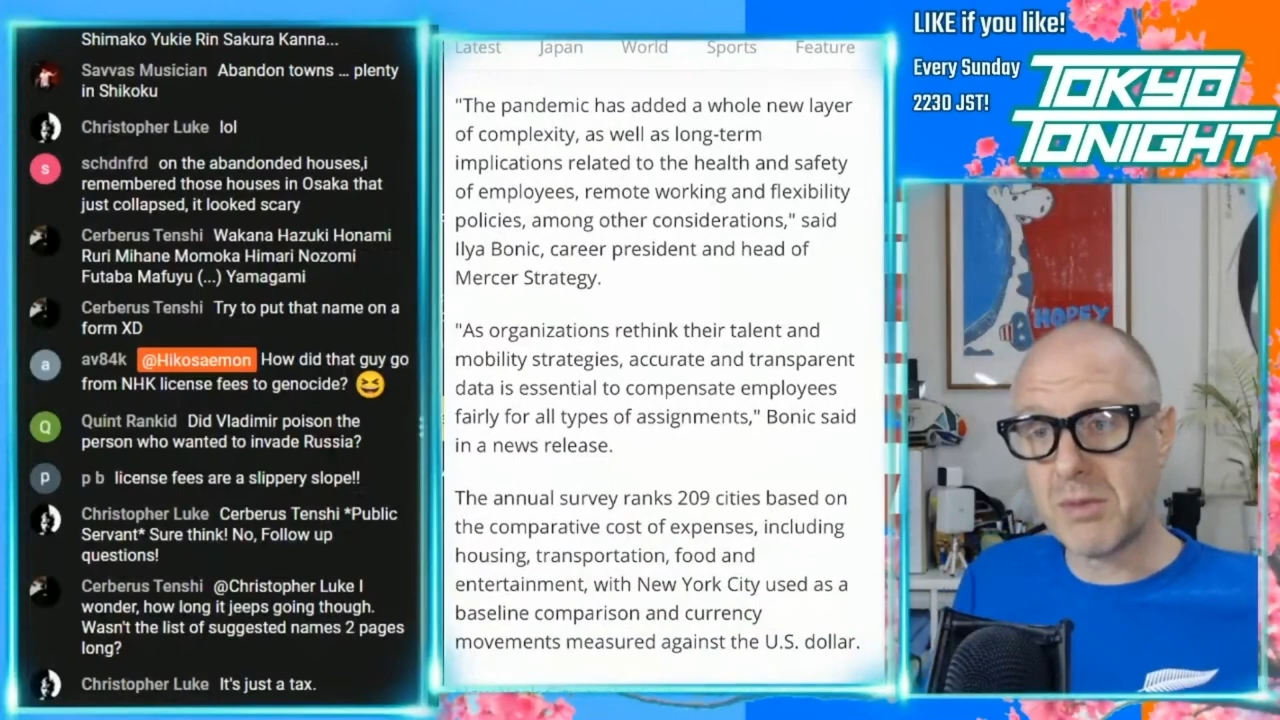 Shimako Yukie Rin Sakura Kanna...
Savvas Musician Abandon towns ... plenty
in Shikoku
Christopher Luke lol
schdnfrd on the abandonded houses,i
remembered those houses in Osaka that
just collapsed, it looked scary
Cerberus Tenshi Wakana Hazuki Honami
Ruri Mihane Momoka Himari Nozomi
Futaba Mafuyu (...) Yamagami
Cerberus Tenshi Try to put that name on a
form XD
av84k @Hikosaemon How did that guy go
from NHK license fees to genocide? 😆
Quint Rankid Did Vladimir poison the
person who wanted to invade Russia?
p b license fees are a slippery slope!!
Christopher Luke Cerberus Tenshi *Public
Servant* Sure think! No, Follow up
questions!
Cerberus Tenshi @Christopher Luke I
wonder, how long it jeeps going though.
Wasn't the list of suggested names 2 pages
long?
Christopher Luke It's just a tax.
s
a
Q
p
Latest Japan World Sports Feature
"The pandemic has added a whole new layer
of complexity, as well as long-term
implications related to the health and safety
of employees, remote working and flexibility
policies, among other considerations," said
Ilya Bonic, career president and head of
Mercer Strategy.
"As organizations rethink their talent and
mobility strategies, accurate and transparent
data is essential to compensate employees
fairly for all types of assignments," Bonic said
in a news release.
The annual survey ranks 209 cities based on
the comparative cost of expenses, including
housing, transportation, food and
entertainment, with New York City used as a
baseline comparison and currency
movements measured against the U.S. dollar.
LIKE if you like!
Every Sunday
2230 JST!
TOKYO
TONIGHT
HOPEY